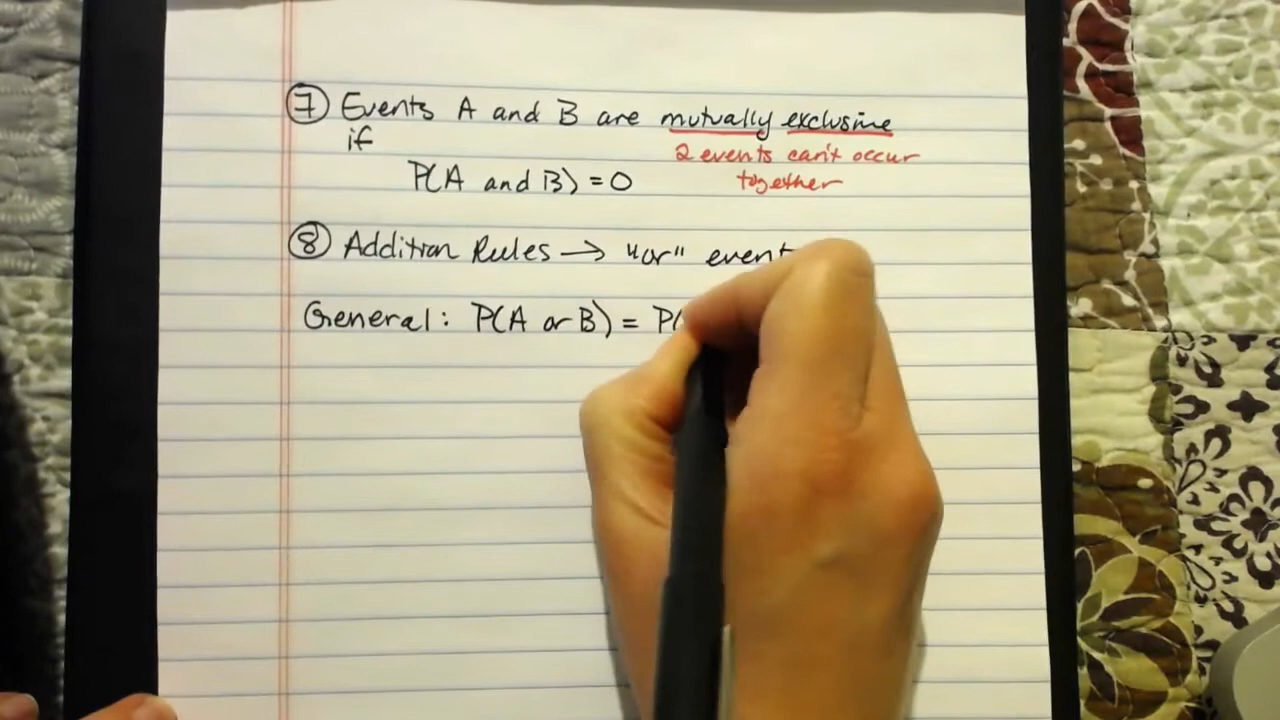 ⑦ Events A and B are mutually exclusive
if
2 events can't occur
together
P(A and B) = 0
⑧ Addition Rules → "or" event
General: P(A or B) = P(